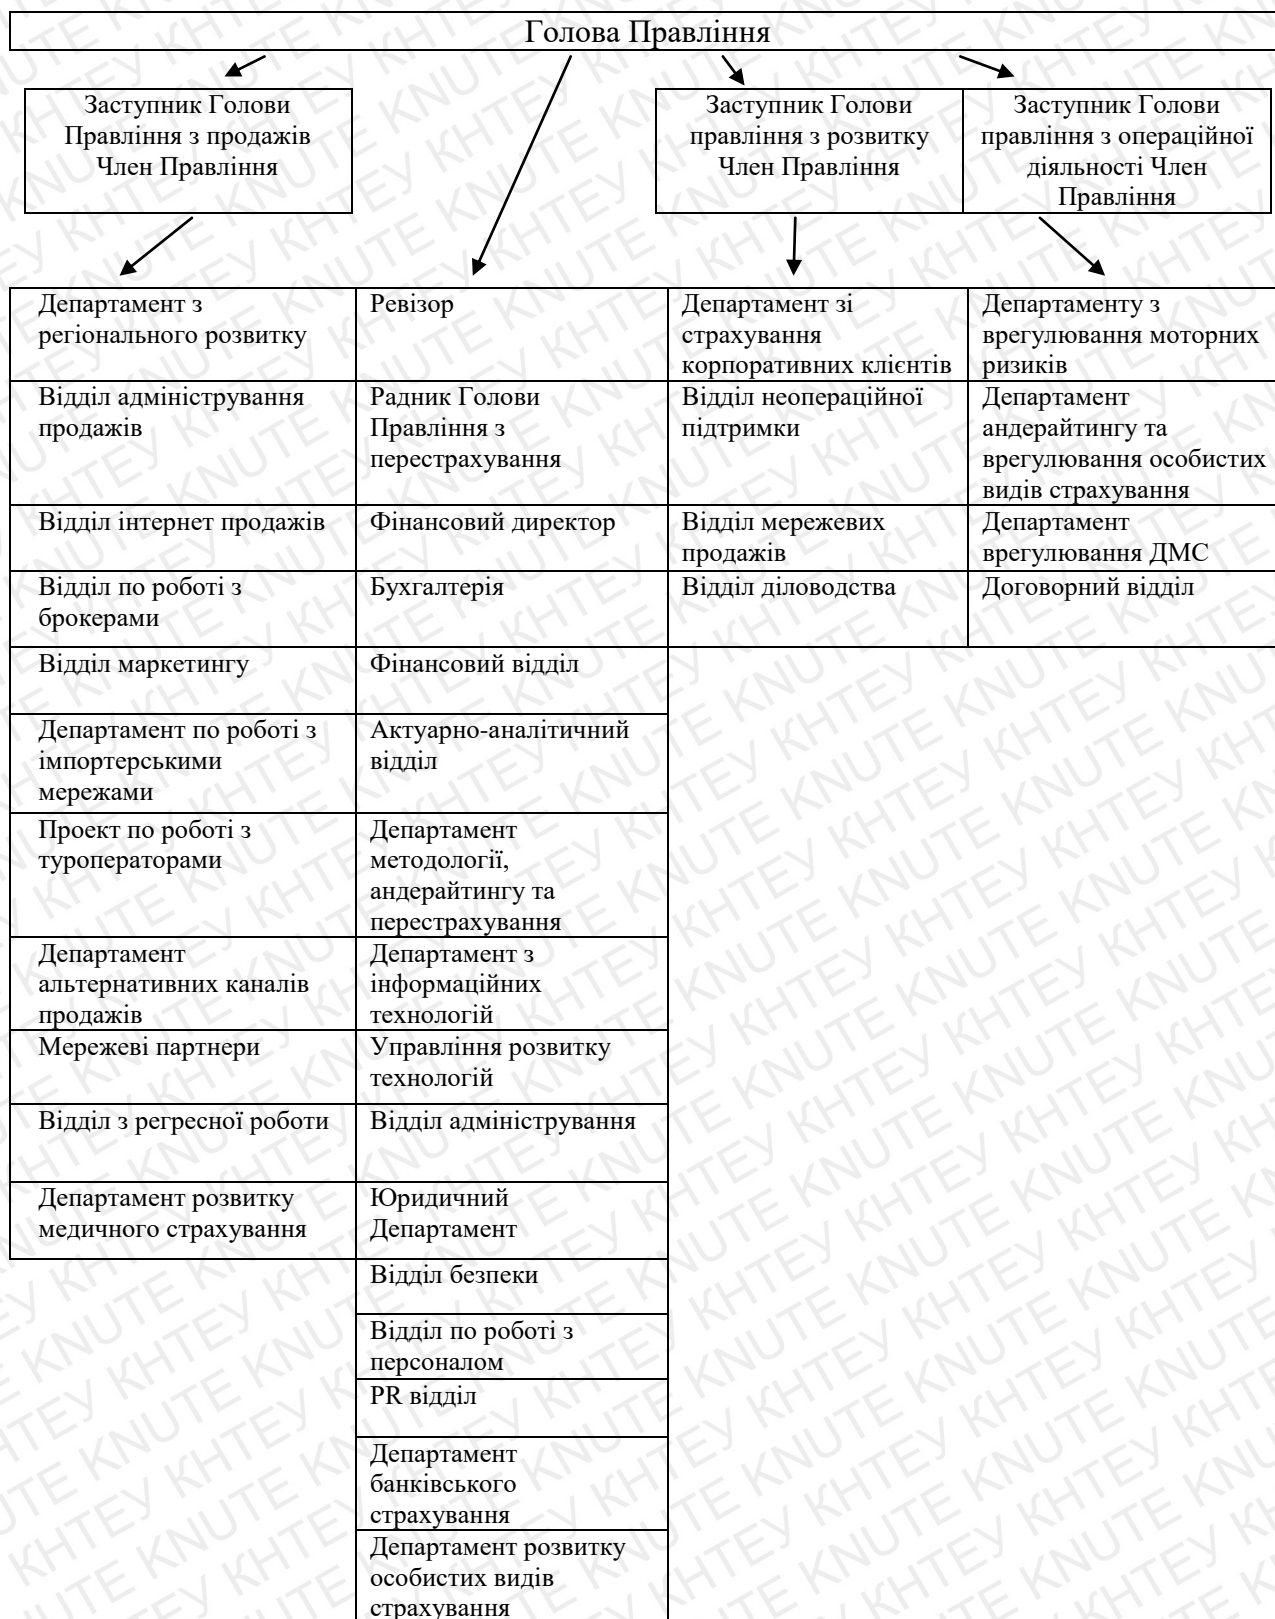 Голова Правління
Заступник Голови
Правління з продажів
Член Правління
Заступник Голови
правління з розвитку
Член Правління
Заступник Голови
правління з операційної
діяльності Член
Правління
Департамент з
регіонального розвитку
Ревізор
Департамент зі
страхування
корпоративних клієнтів
Департаменту з
врегулювання моторних
ризиків
Відділ адміністрування
продажів
Радник Голови
Правління з
перестрахування
Відділ неопераційної
підтримки
Департамент
андерайтингу та
врегулювання особистих
видів страхування
Відділ інтернет продажів
Фінансовий директор
Відділ мережевих
продажів
Департамент
врегулювання ДМС
Відділ по роботі з
брокерами
Бухгалтерія
Відділ діловодства
Договорний відділ
Відділ маркетингу
Фінансовий відділ
Департамент по роботі з
імпортерськими
мережами
Актуарно-аналітичний
відділ
Проект по роботі з
туроператорами
Департамент
методології,
андерайтингу та
перестрахування
Департамент
альтернативних каналів
продажів
Департамент з
інформаційних
технологій
Мережеві партнери
Управління розвитку
технологій
Відділ з регресної роботи
Відділ адміністрування
Департамент розвитку
медичного страхування
Юридичний
Департамент
Відділ безпеки
Відділ по роботі з
персоналом
PR відділ
Департамент
банківського
страхування
Департамент розвитку
особистих видів
страхування